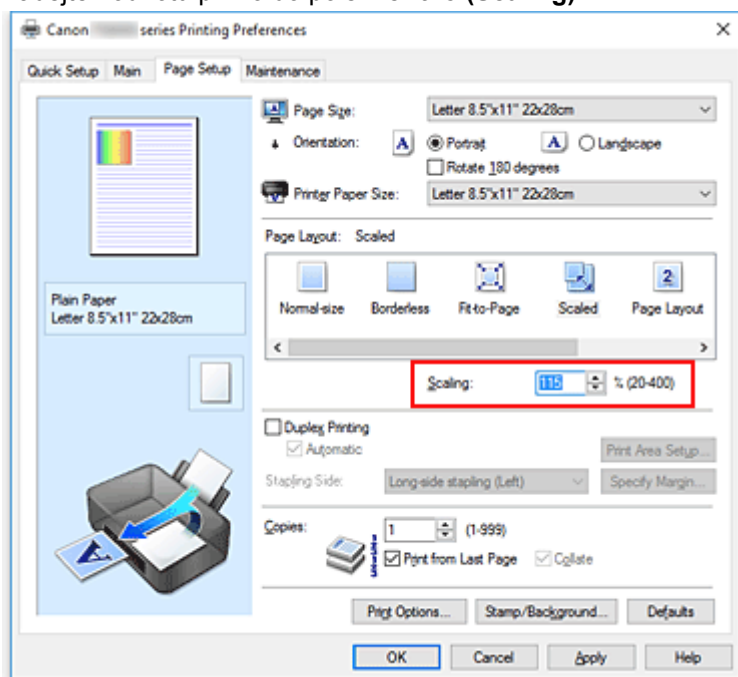 (Scaling)
Canon series Printing Preferences
Quick Setup Main Page Setup Maintenance
Page Size: Letter 8.5"x11" 22x28cm
Orientation: A Portrait A Landscape
Rotate 180 degrees
Printer Paper Size: Letter 8.5"x11" 22x28cm
Page Layout: Scaled
2
Normal-size Borderless Fit-to-Page Scaled Page Layout
Plain Paper
Letter 8.5"x11" 22x28cm
Scaling: 115 % (20-400)
Duplex Printing
Automatic
Print Area Setup...
Stapling Side: Long-side stapling (Left) Specify Margin...
Copies: 1 (1-999)
Print from Last Page Collate
A
Print Options... Stamp/Background... Defaults
OK Cancel Apply Help